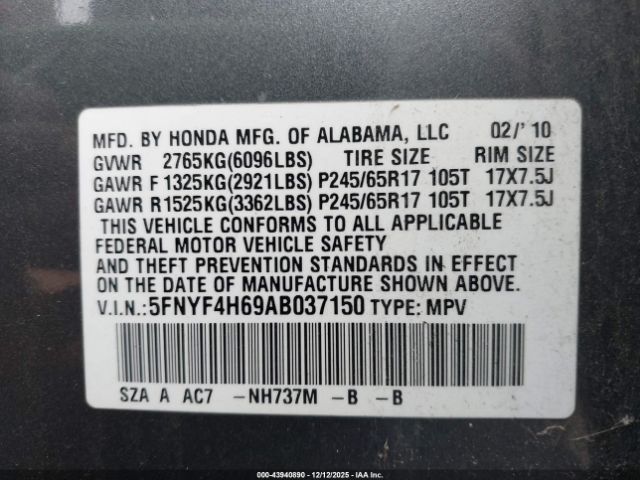 MFD. BY HONDA MFG. OF ALABAMA, LLC 02/'10
GVWR 2765KG(6096LBS) TIRE SIZE RIM SIZE
GAWR F 1325KG(2921LBS) P245/65R17 105T 17X7.5J
GAWR R 1525KG(3362LBS) P245/65R17 105T 17X7.5J
THIS VEHICLE CONFORMS TO ALL APPLICABLE
FEDERAL MOTOR VEHICLE SAFETY
AND THEFT PREVENTION STANDARDS IN EFFECT
ON THE DATE OF MANUFACTURE SHOWN ABOVE.
V.I.N.:5FNYF4H69AB037150 TYPE: MPV
SZA A AC7 -NH737M -B -B
000-43940890 - 12/12/2025 - IAA Inc.